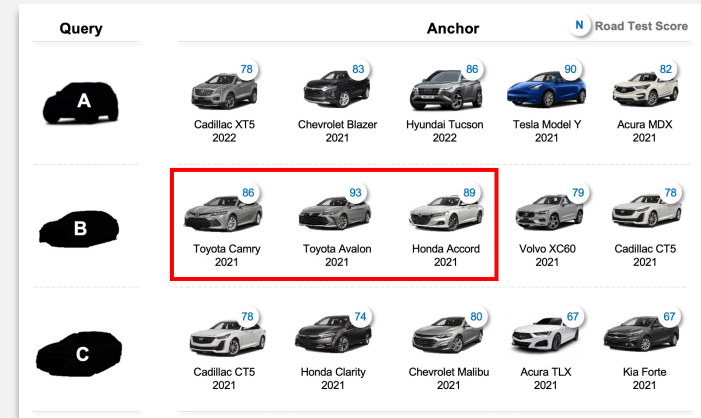 Query
Anchor
N Road Test Score
A
78
83
86
90
82
Cadillac XT5
2022
Chevrolet Blazer
2021
Hyundai Tucson
2022
Tesla Model Y
2021
Acura MDX
2021
B
86
93
89
79
78
Toyota Camry
2021
Toyota Avalon
2021
Honda Accord
2021
Volvo XC60
2021
Cadillac CT5
2021
C
78
74
80
67
67
Cadillac CT5
2021
Honda Clarity
2021
Chevrolet Malibu
2021
Acura TLX
2021
Kia Forte
2021